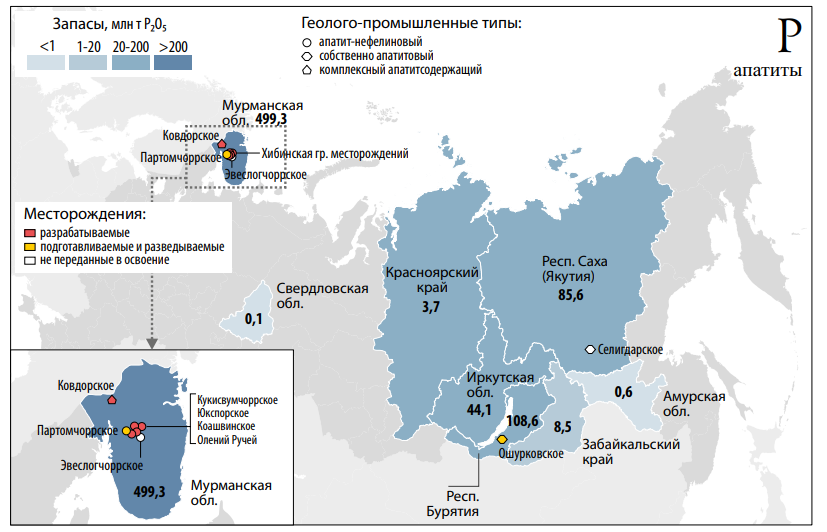 Запасы, млн т P₂O₅
<1 1-20 20-200 >200
Геолого-промышленные типы:
апатит-нефелиновый
собственно апатитовый
комплексный апатитсодержащий
P
апатиты
Мурманская
обл. 499,3
Ковдорское
Партомчоррское
Хибинская гр. месторождений
Эвеслогчоррское
Месторождения:
разрабатываемые
подготавливаемые и разведываемые
не переданные в освоение
Свердловская
обл.
0,1
Красноярский
край
3,7
Респ. Саха
(Якутия)
85,6
Селигдарское
Иркутская
обл.
44,1
108,6
8,5
0,6
Амурская
обл.
Забайкальский
край
Ошурковское
Респ.
Бурятия
Ковдорское
Кукисвумчоррское
Юкспорское
Коашвинское
Олений Ручей
Партомчоррское
Эвеслогчоррское
499,3
Мурманская
обл.